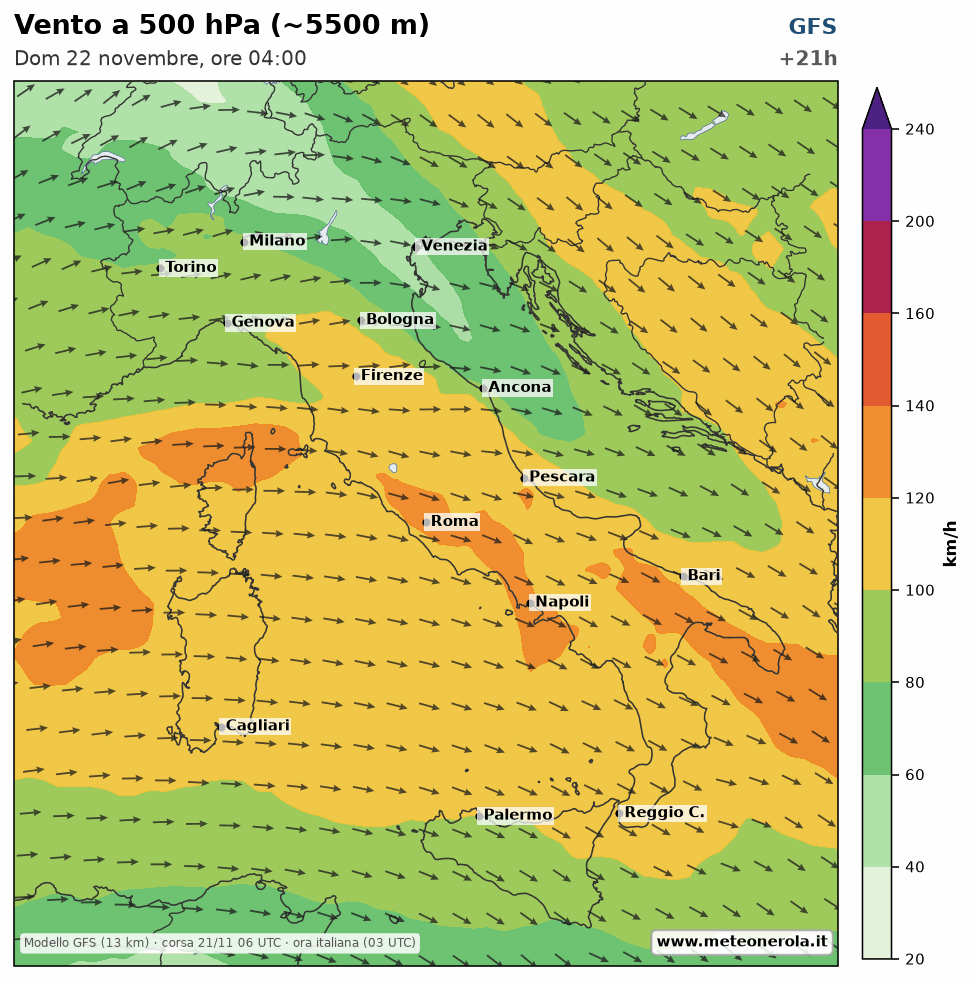 Vento a 500 hPa (~5500 m)
GFS
Dom 22 novembre, ore 04:00
+21h
240
200
160
140
120
100
80
60
40
20
km/h
Milano
Venezia
Torino
Genova
Bologna
Firenze
Ancona
Pescara
Roma
Bari
Napoli
Cagliari
Palermo
Reggio C.
Modello GFS (13 km) · corsa 21/11 06 UTC · ora italiana (03 UTC)
www.meteonerola.it